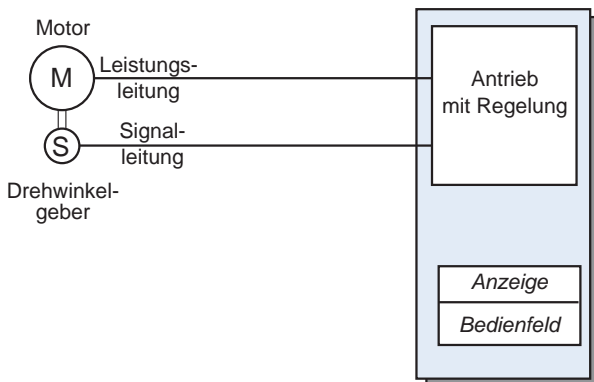 Motor
M
Leistungs-
leitung
Signal-
leitung
S
Drehwinkel-
geber
Antrieb
mit Regelung
Anzeige
Bedienfeld